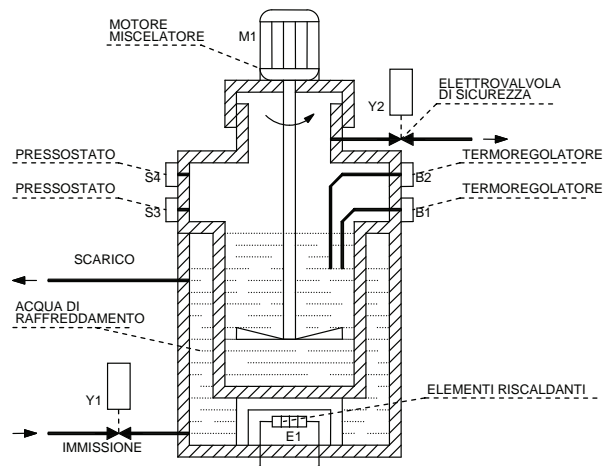 MOTORE
MISCELATORE
M1
ELETTROVALVOLA
DI SICUREZZA
Y2
PRESSOSTATO
TERMOREGOLATORE
S4
B2
PRESSOSTATO
TERMOREGOLATORE
S3
B1
SCARICO
ACQUA DI
RAFFREDDAMENTO
ELEMENTI RISCALDANTI
Y1
E1
IMMISSIONE